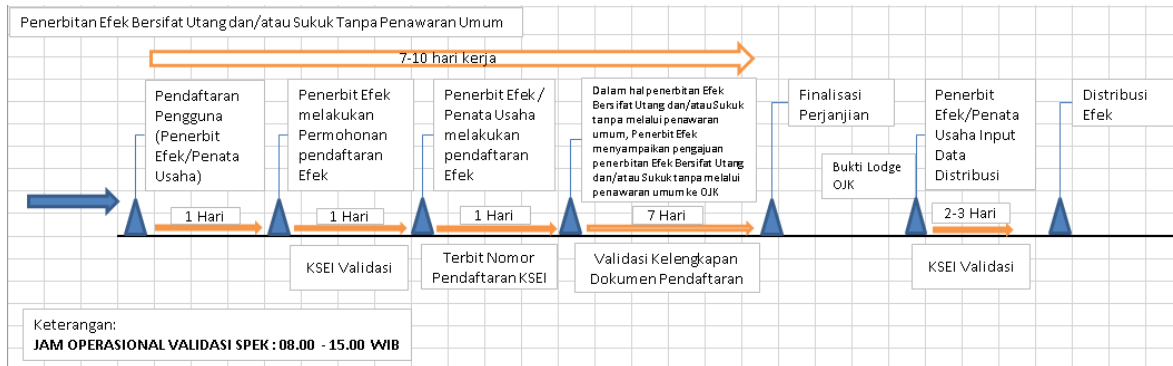 Penerbitan Efek Bersifat Utang dan/atau Sukuk Tanpa Penawaran Umum
7-10 hari kerja
Pendaftaran
Pengguna
(Penerbit
Efek/Penata
Usaha)
Penerbit Efek
melakukan
Permohonan
pendaftaran
Efek
Penerbit Efek/
Penata Usaha
melakukan
pendaftaran
Efek
Dalam hal penerbitan Efek
Bersifat Utang dan/atau Sukuk
tanpa melalui penawaran
umum, Penerbit Efek
menyampaikan pengajuan
penerbitan Efek Bersifat Utang
dan/atau Sukuk tanpa melalui
penawaran umum ke OJK
Finalisasi
Perjanjian
Bukti Lodge
OJK
Penerbit
Efek/Penata
Usaha Input
Data
Distribusi
Distribusi
Efek
1 Hari
1 Hari
1 Hari
7 Hari
2-3 Hari
KSEI Validasi
Terbit Nomor
Pendaftaran KSEI
Validasi Kelengkapan
Dokumen Pendaftaran
KSEI Validasi
Keterangan:
JAM OPERASIONAL VALIDASI SPEK : 08.00 - 15.00 WIB